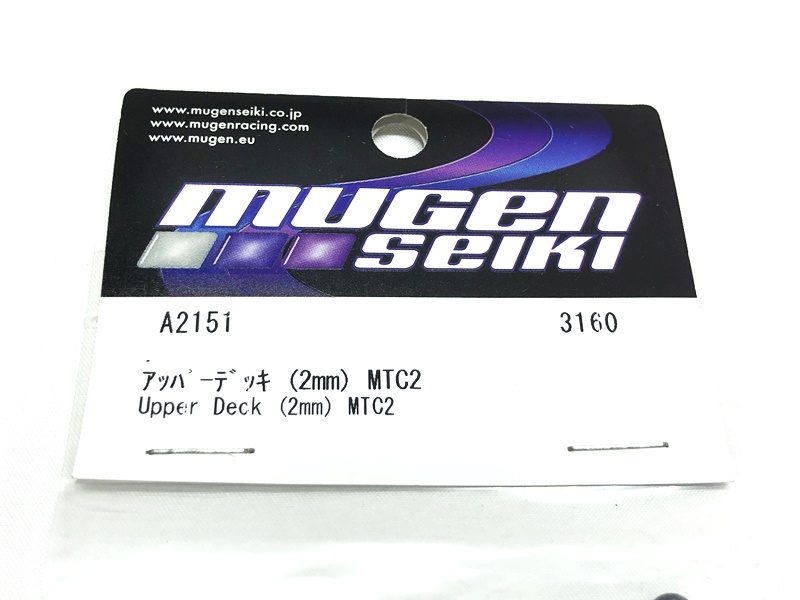 www.mugenseiki.co.jp
www.mugenracing.com
www.mugen.eu
mugen
seiki
A2151 3160
ｱｯﾊﾟｰﾃﾞｯｷ (2mm) MTC2
Upper Deck (2mm) MTC2